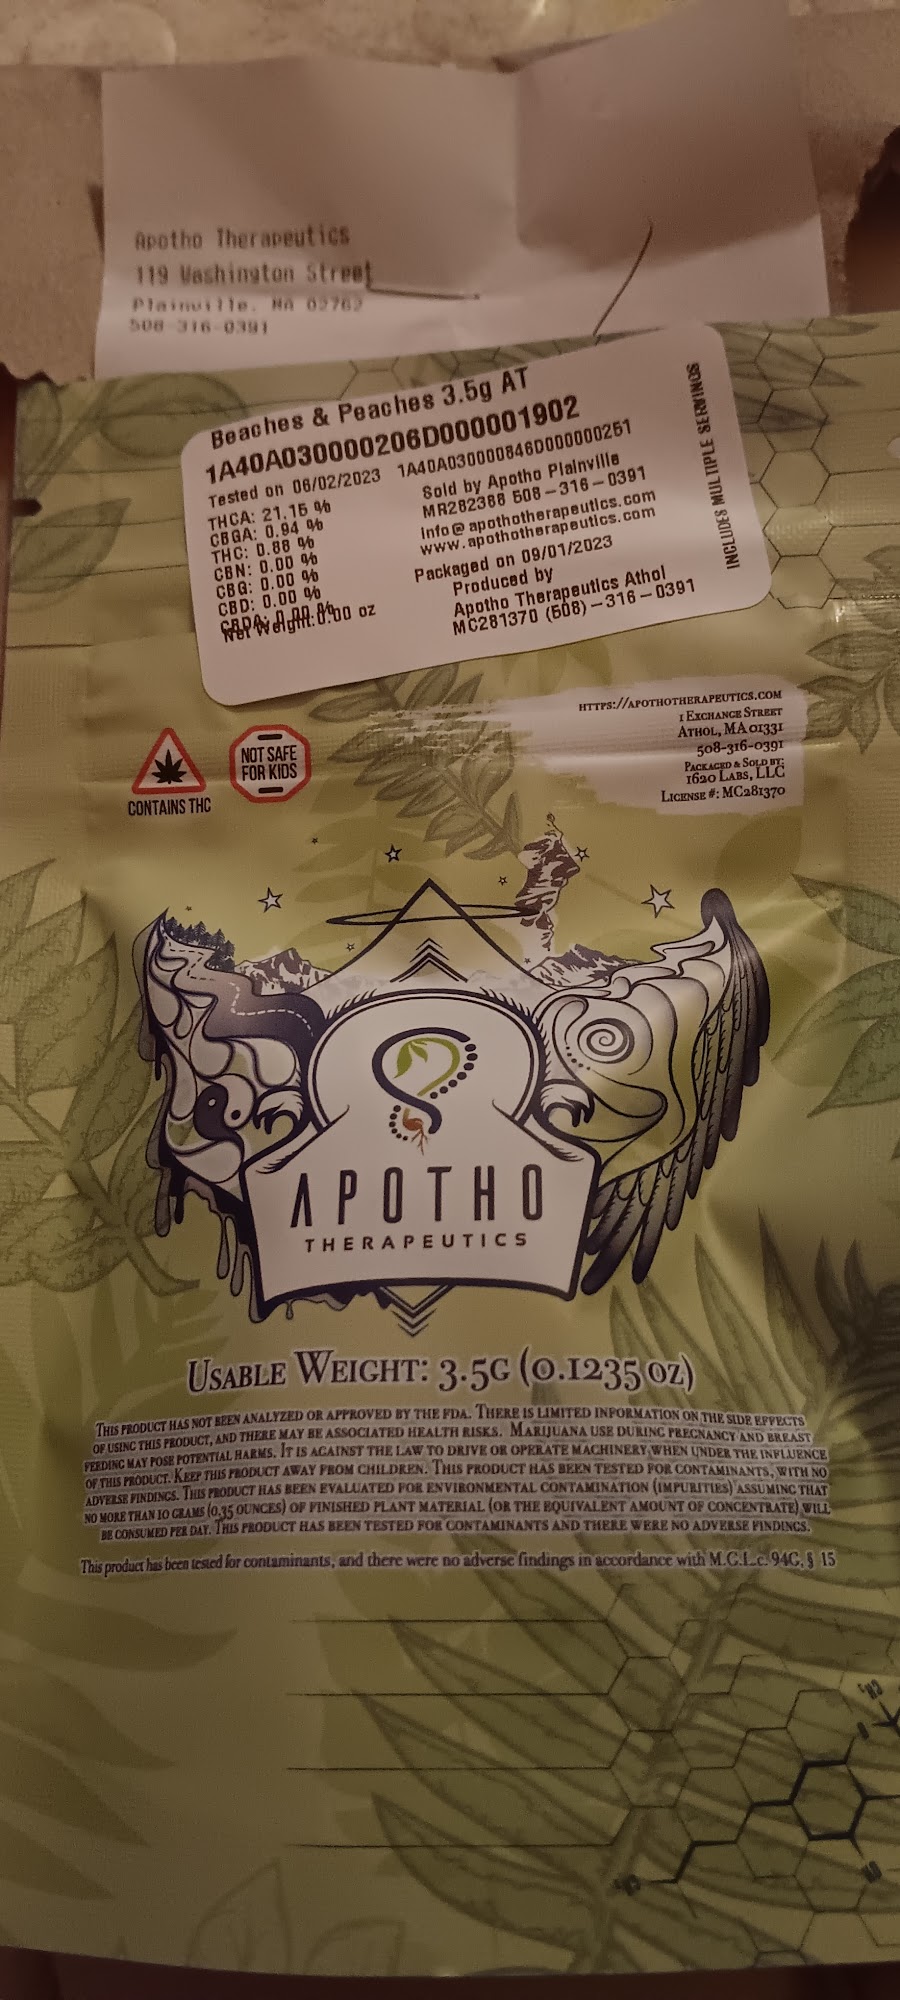 Apotho Therapeutics
119 Washington Street
Plainville, MA 02762
508-316-0391
Beaches & Peaches 3.5g AT
1A40A030000206D000001902
Tested on 06/02/2023 1A40A030000846D000000251
THCA: 21.15 %
CBGA: 0.94 %
THC: 0.88 %
CBN: 0.00 %
CBG: 0.00 %
CBD: 0.00 %
CBDA: 0.00 %
Net Weight:0.00 oz
Sold by Apotho Plainville
MR282388 508-316-0391
info@apothotherapeutics.com
www.apothotherapeutics.com
Packaged on 09/01/2023
Produced by
Apotho Therapeutics Athol
MC281370 (508)-316-0391
INCLUDES MULTIPLE SERVINGS
HTTPS://APOTHOTHERAPEUTICS.COM
1 EXCHANGE STREET
ATHOL, MA 01331
508-316-0391
PACKAGED & SOLD BY:
1620 LABS, LLC
LICENSE #: MC281370
NOT SAFE
FOR KIDS
CONTAINS THC
APOTHO
THERAPEUTICS
USABLE WEIGHT: 3.5G (0.1235 OZ)
THIS PRODUCT HAS NOT BEEN ANALYZED OR APPROVED BY THE FDA. THERE IS LIMITED INFORMATION ON THE SIDE EFFECTS
OF USING THIS PRODUCT, AND THERE MAY BE ASSOCIATED HEALTH RISKS. MARIJUANA USE DURING PREGNANCY AND BREAST
FEEDING MAY POSE POTENTIAL HARMS. IT IS AGAINST THE LAW TO DRIVE OR OPERATE MACHINERY WHEN UNDER THE INFLUENCE
OF THIS PRODUCT. KEEP THIS PRODUCT AWAY FROM CHILDREN. THIS PRODUCT HAS BEEN TESTED FOR CONTAMINANTS, WITH NO
ADVERSE FINDINGS. THIS PRODUCT HAS BEEN EVALUATED FOR ENVIRONMENTAL CONTAMINATION (IMPURITIES) ASSUMING THAT
NO MORE THAN 10 GRAMS (0.35 OUNCES) OF FINISHED PLANT MATERIAL (OR THE EQUIVALENT AMOUNT OF CONCENTRATE) WILL
BE CONSUMED PER DAY. THIS PRODUCT HAS BEEN TESTED FOR CONTAMINANTS AND THERE WERE NO ADVERSE FINDINGS.
This product has been tested for contaminants, and there were no adverse findings in accordance with M.G.L.c. 94G, § 15
CH₃